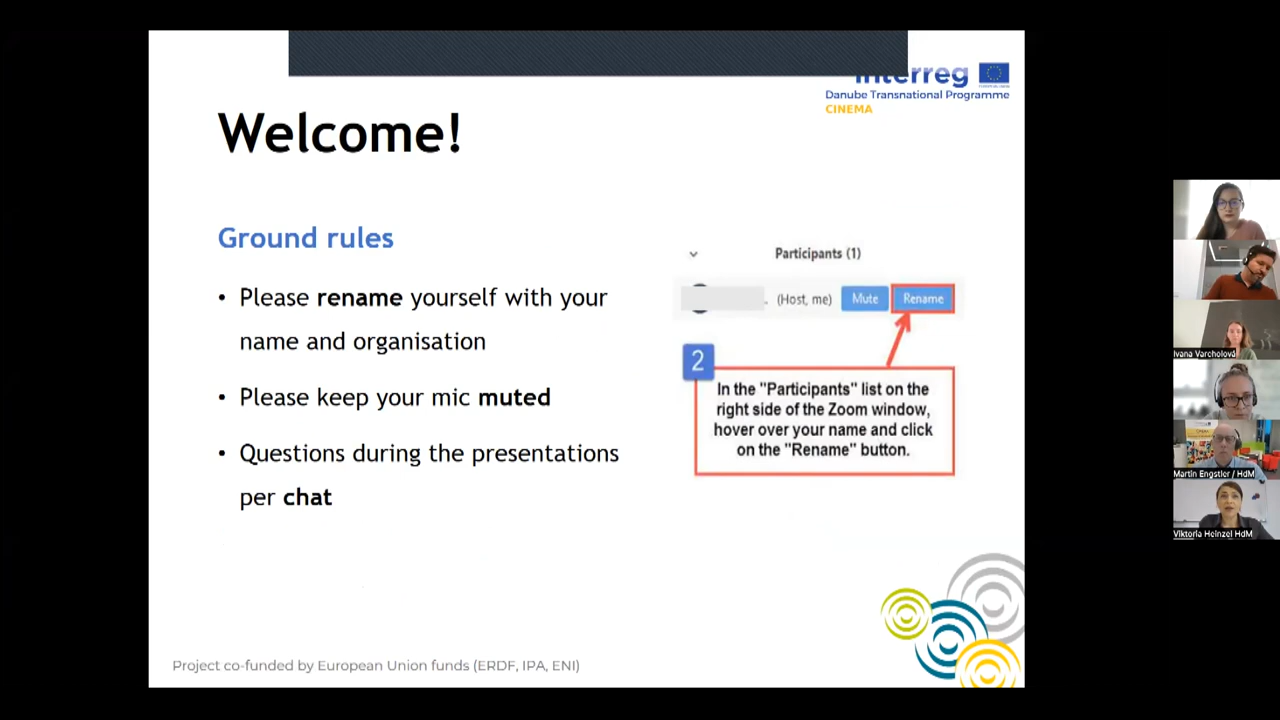 Interreg
Danube Transnational Programme
CINEMA
Welcome!
Ground rules
• Please rename yourself with your
name and organisation
• Please keep your mic muted
• Questions during the presentations
per chat
Participants (1)
(Host, me) Mute Rename
2
In the "Participants" list on the
right side of the Zoom window,
hover over your name and click
on the "Rename" button.
Project co-funded by European Union funds (ERDF, IPA, ENI)
Ivana Varcholová
Martin Engstler / HdM
Viktoria Heinzel HdM